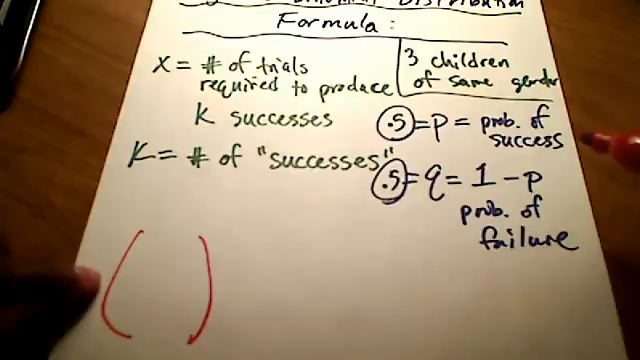 Distribution
Formula:
X = # of trials
required to produce
K successes
K = # of "successes"
3 children
of same gender
.5 = p = prob. of
success
.5 = q = 1 - p
prob. of
failure
( )